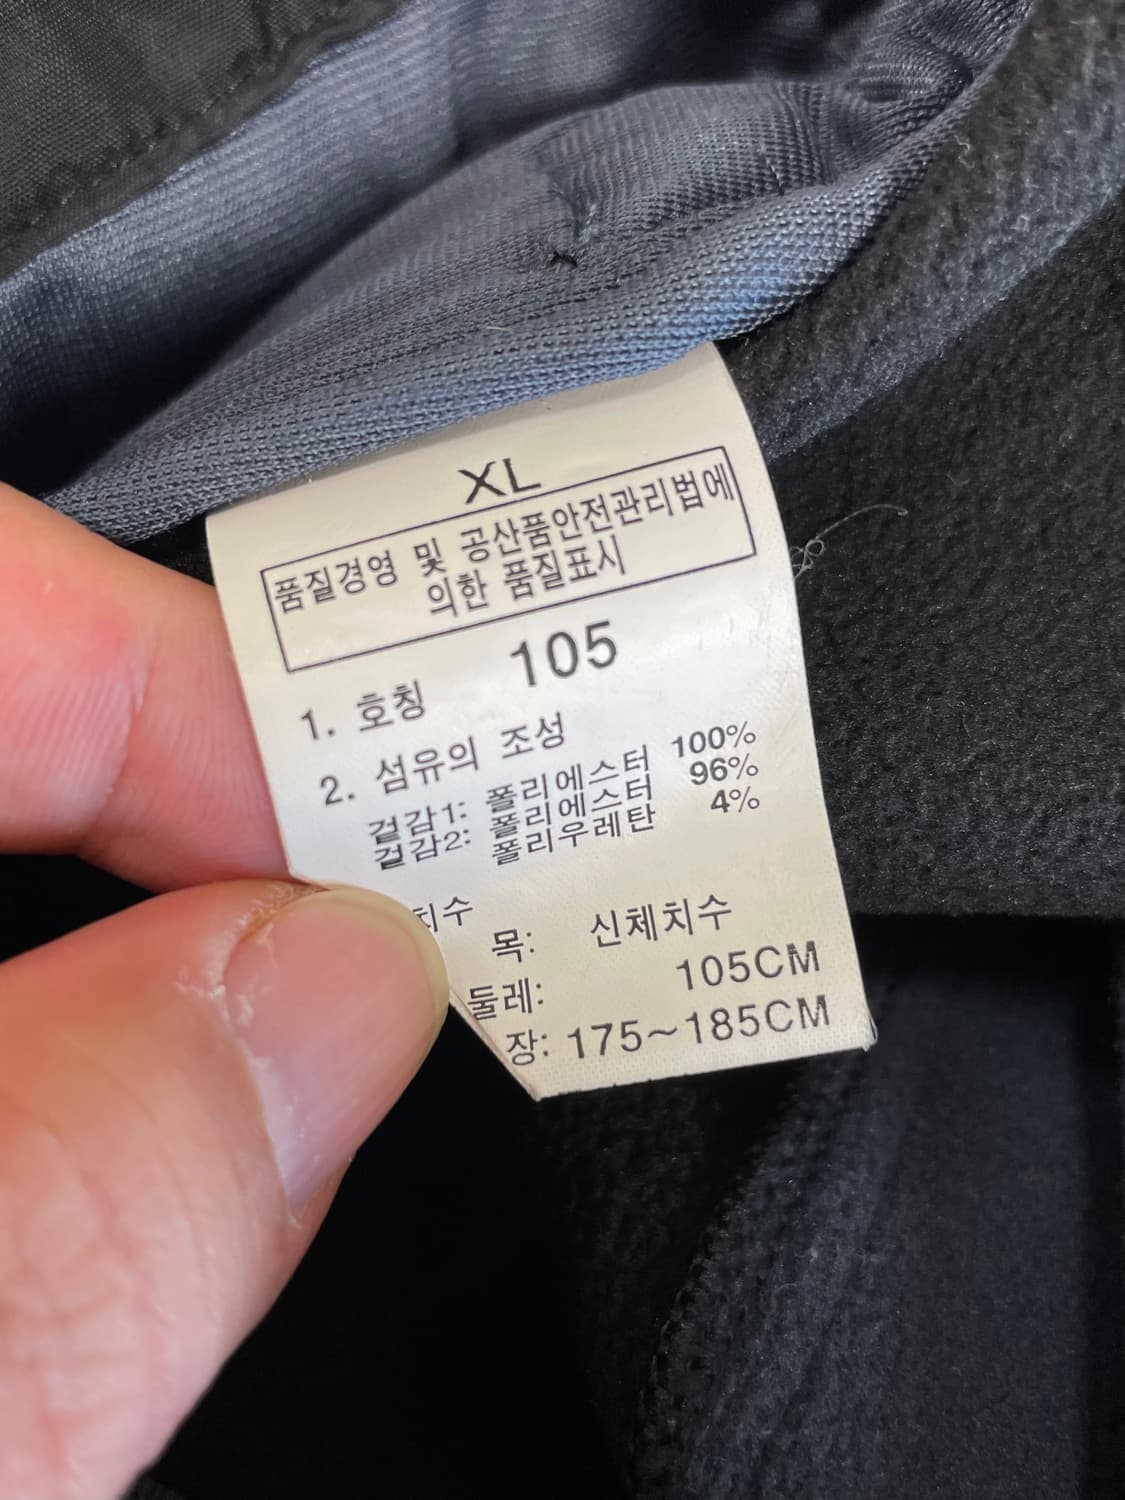 XL
품질경영 및 공산품안전관리법에
의한 품질표시
1. 호칭 105
2. 섬유의 조성
겉감1: 폴리에스터 100%
겉감2: 폴리에스터 96%
폴리우레탄 4%
치수
목: 신체치수
둘레: 105CM
장: 175~185CM